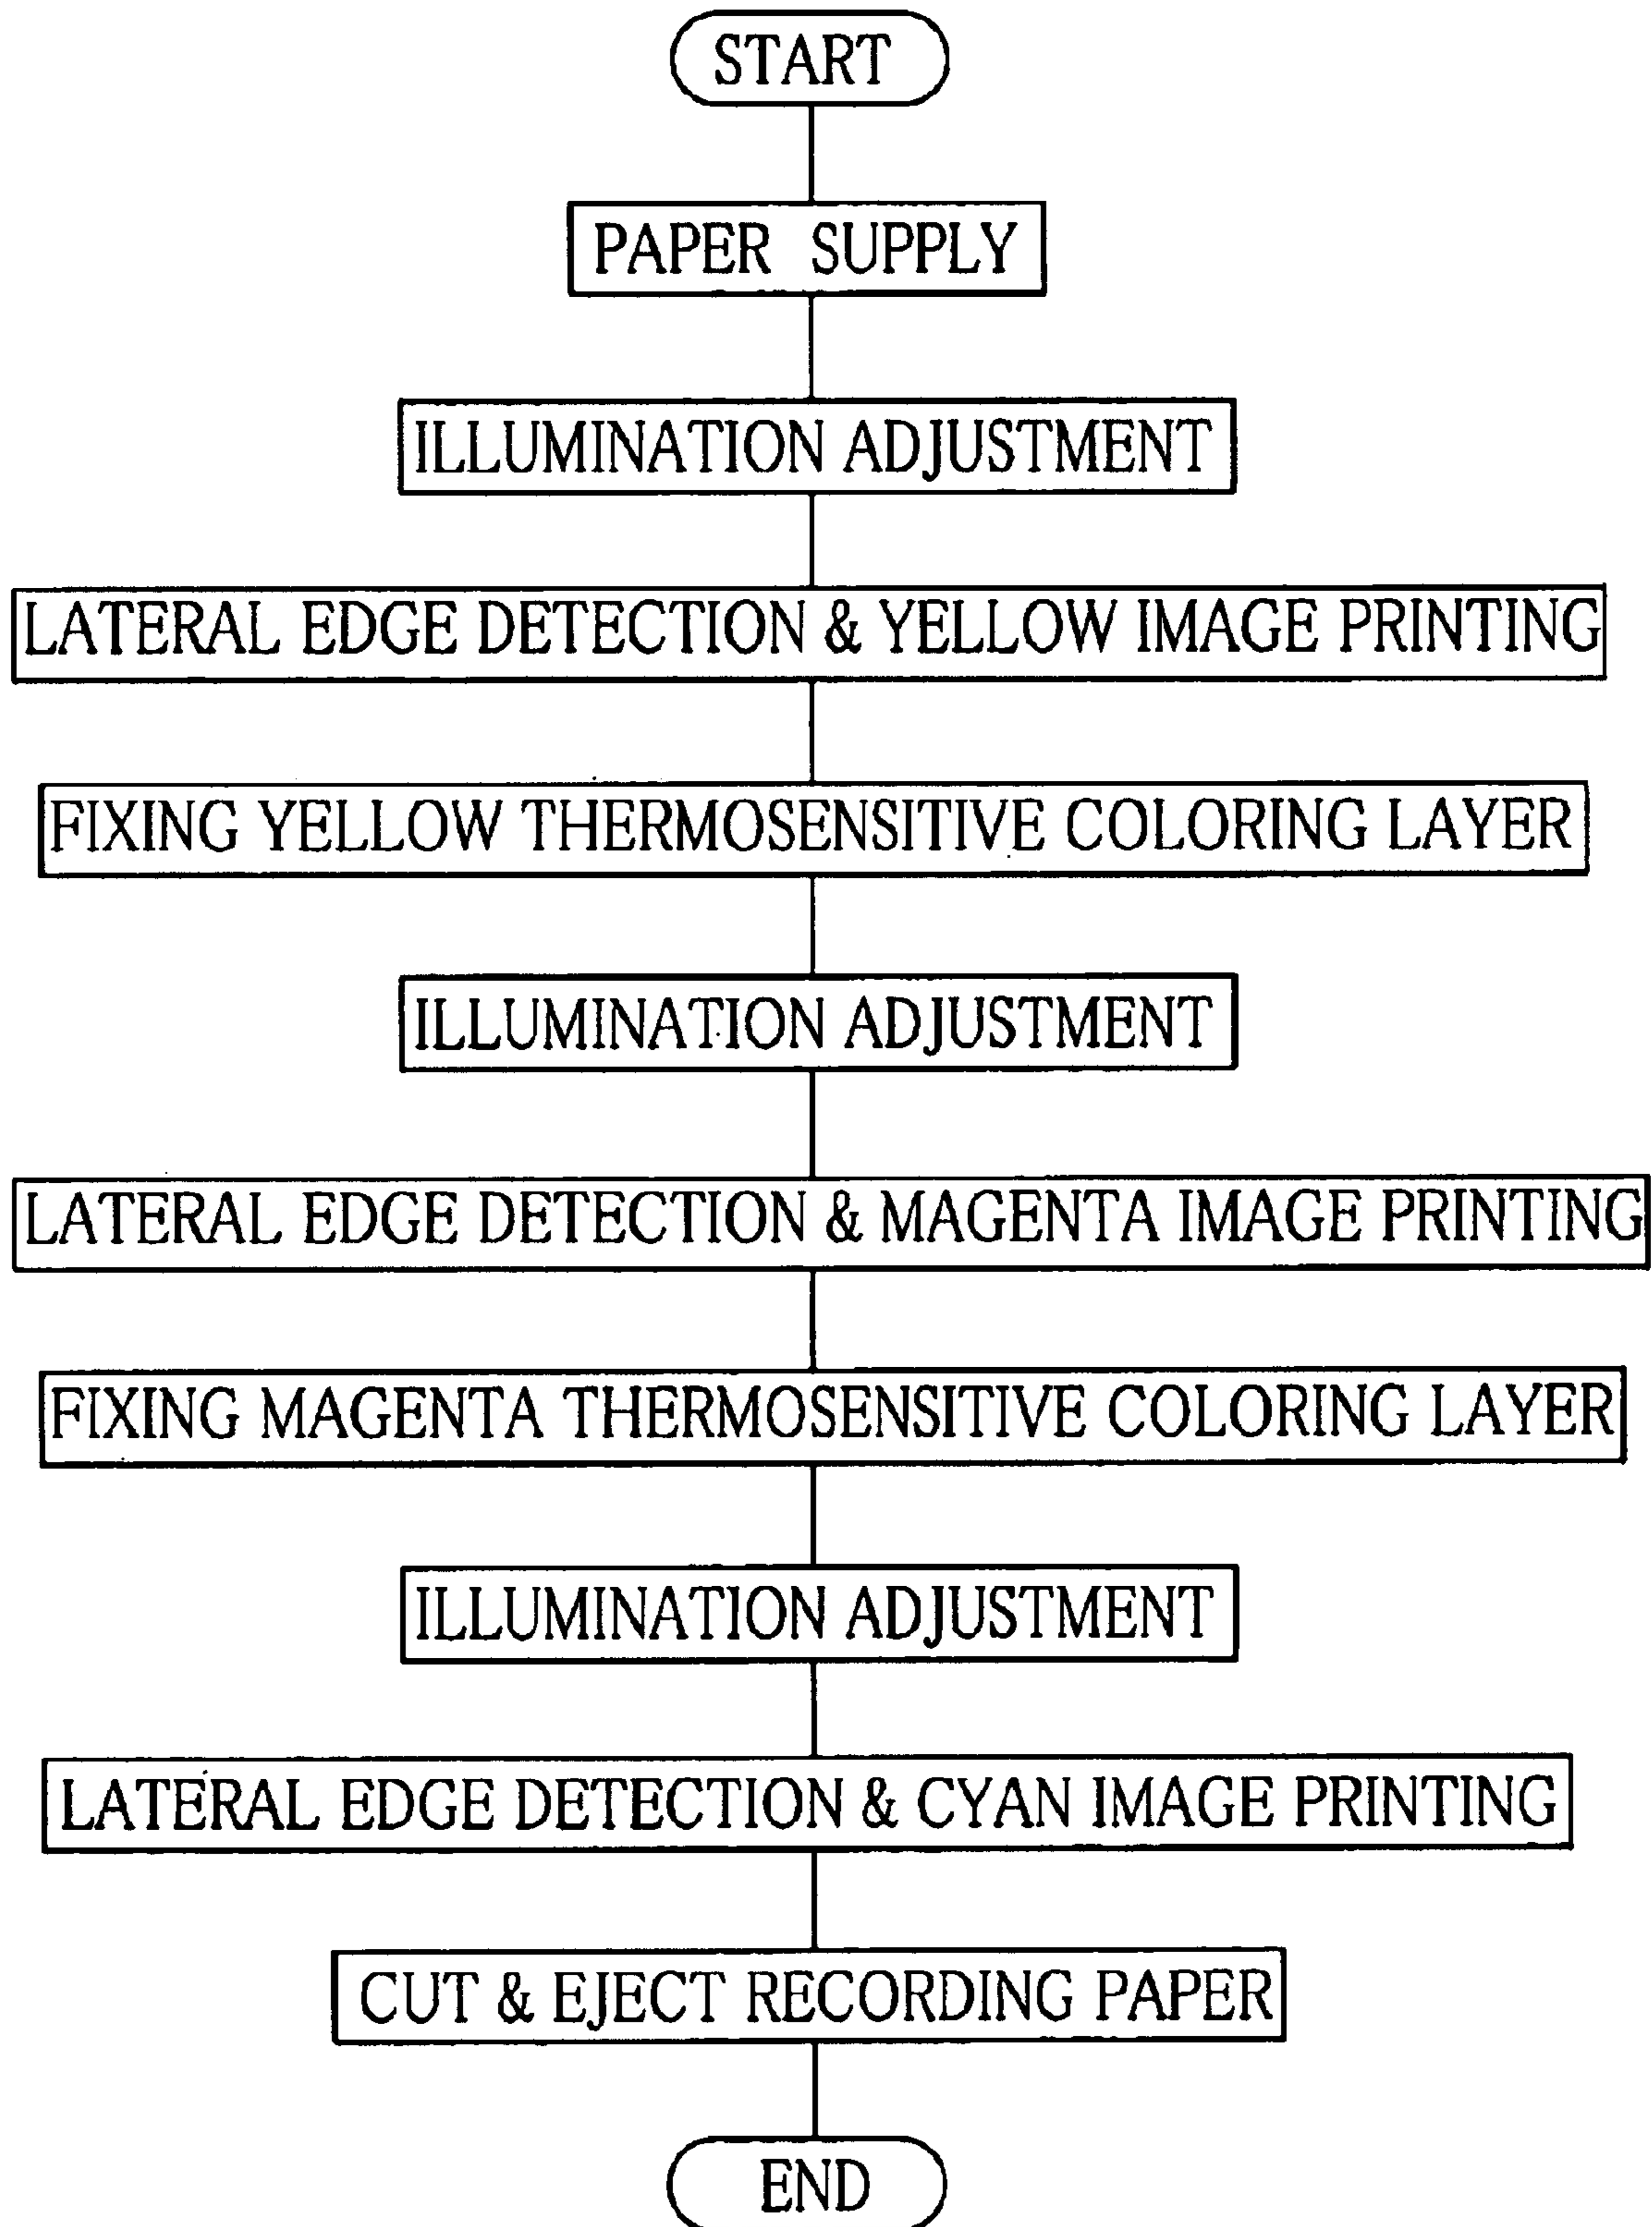 START
PAPER SUPPLY
ILLUMINATION ADJUSTMENT
LATERAL EDGE DETECTION & YELLOW IMAGE PRINTING
FIXING YELLOW THERMOSENSITIVE COLORING LAYER
ILLUMINATION ADJUSTMENT
LATERAL EDGE DETECTION & MAGENTA IMAGE PRINTING
FIXING MAGENTA THERMOSENSITIVE COLORING LAYER
ILLUMINATION ADJUSTMENT
LATERAL EDGE DETECTION & CYAN IMAGE PRINTING
CUT & EJECT RECORDING PAPER
END